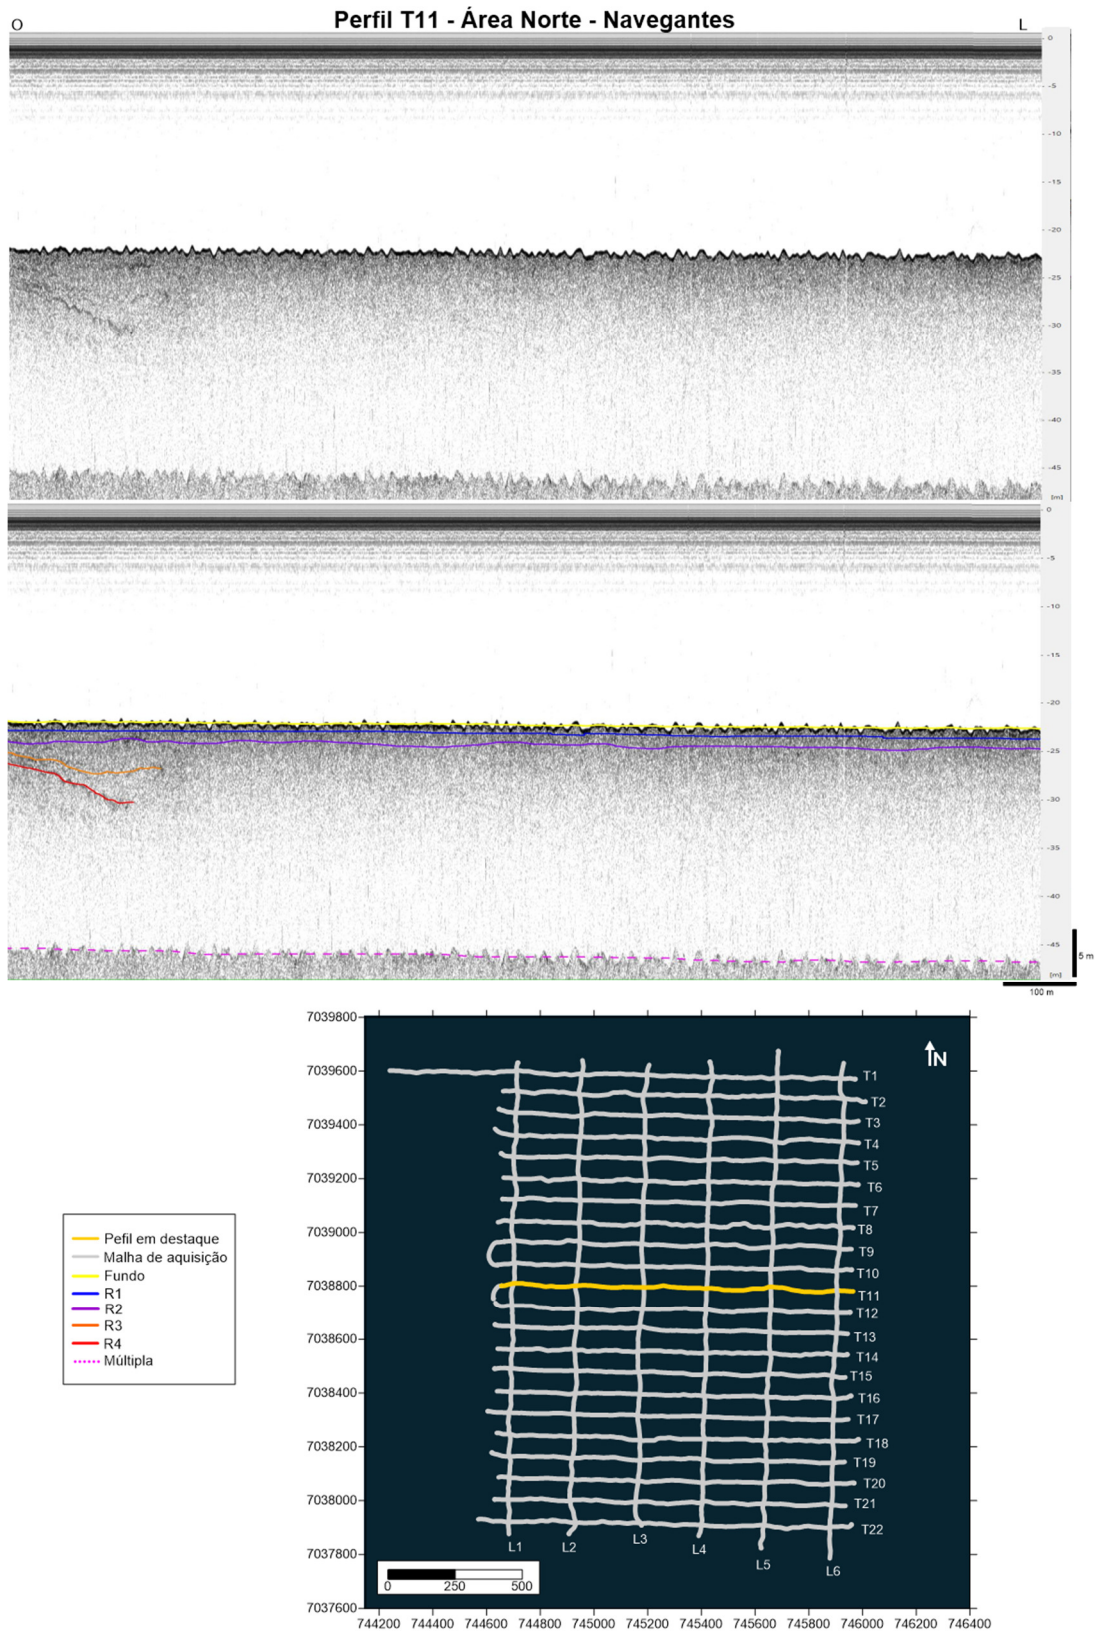 Perfil T11 - Área Norte - Navegantes
O
L
0
-5
-10
-15
-20
-25
-30
-35
-40
-45
[m]
0
-5
-10
-15
-20
-25
-30
-35
-40
-45
[m]
5 m
100 m
7039800
7039600
7039400
7039200
7039000
7038800
7038600
7038400
7038200
7038000
7037800
7037600
N
T1
T2
T3
T4
T5
T6
T7
T8
T9
T10
T11
T12
T13
T14
T15
T16
T17
T18
T19
T20
T21
T22
L1
L2
L3
L4
L5
L6
0 250 500
744200 744400 744600 744800 745000 745200 745400 745600 745800 746000 746200 746400
Pefil em destaque
Malha de aquisição
Fundo
R1
R2
R3
R4
Múltipla